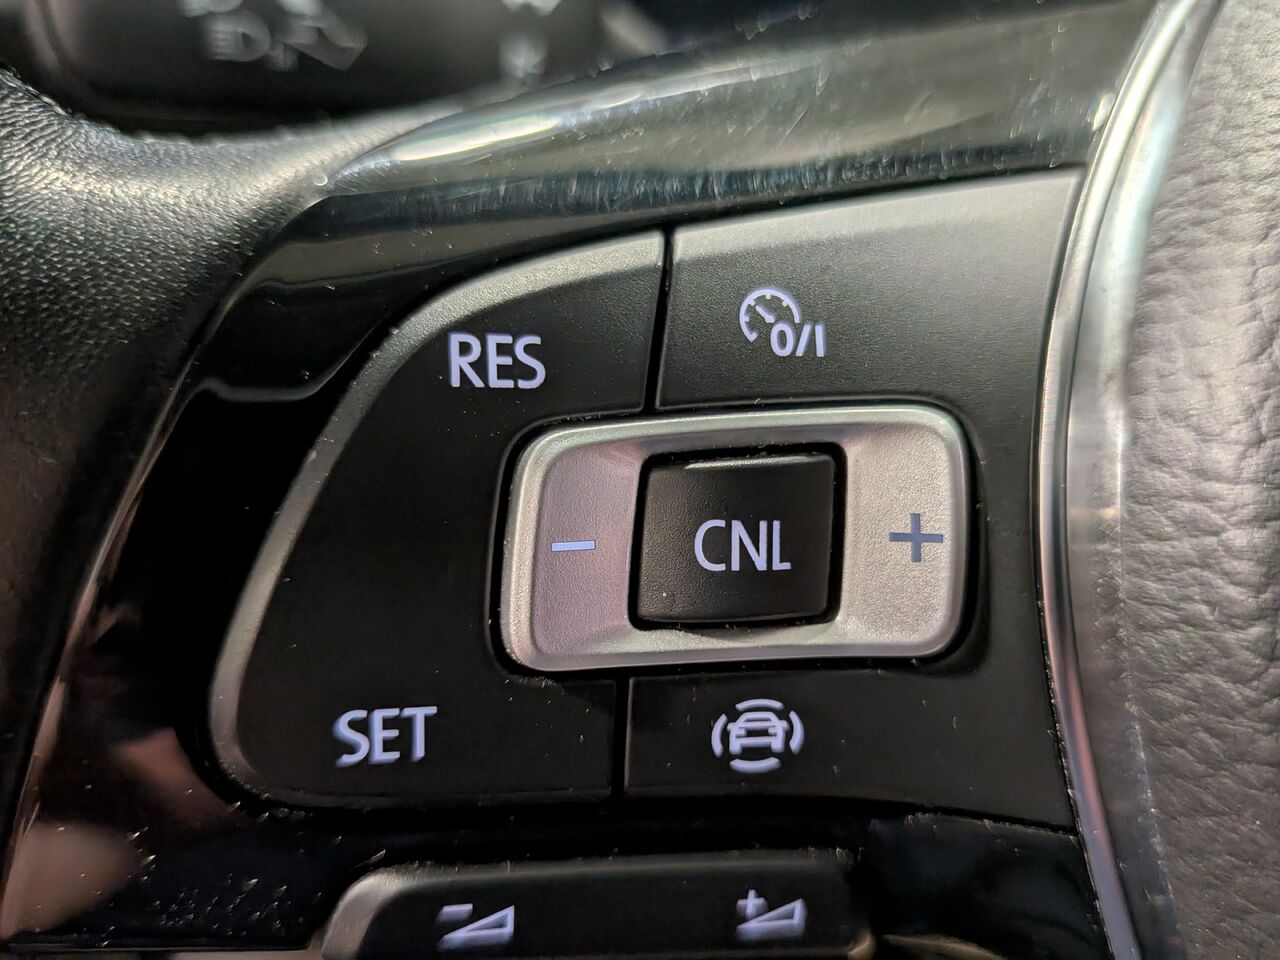 RES
0/I
− CNL +
SET